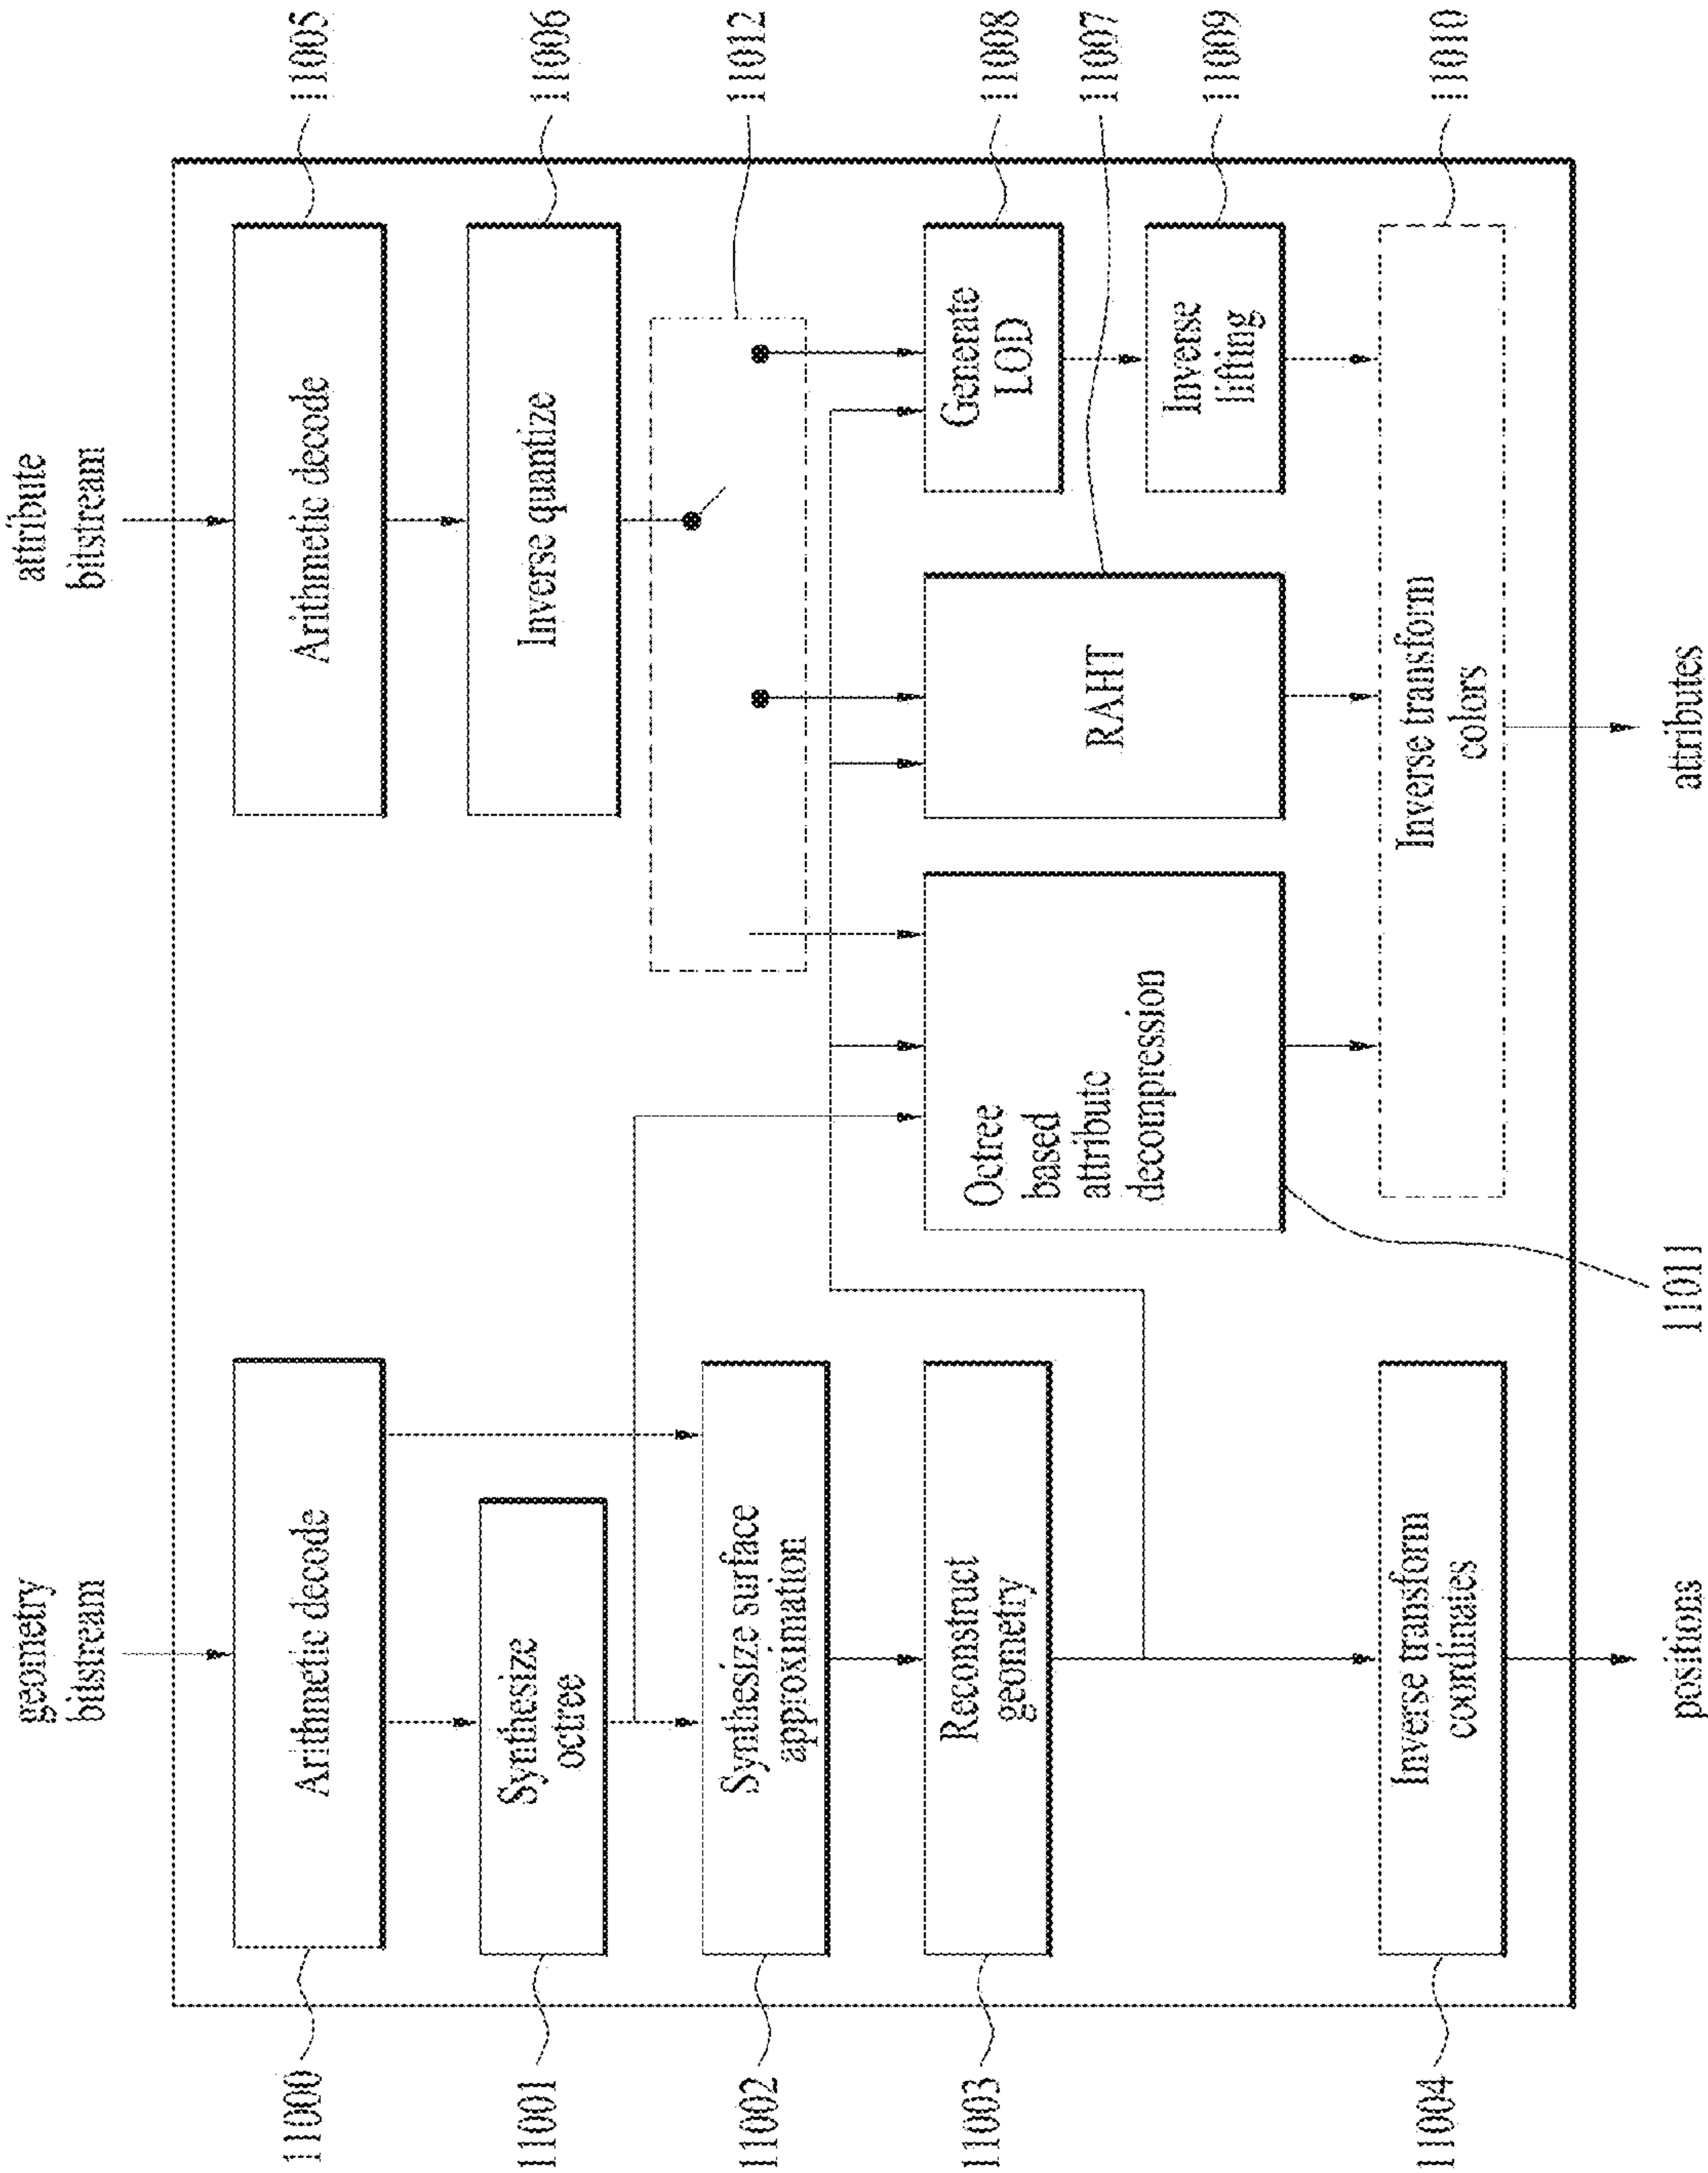 geometry
bitstream
attribute
bitstream
11000
Arithmetic decode
Arithmetic decode
11005
11001
Synthesize
octree
Inverse quantize
11006
11002
Synthesize surface
approximation
11012
11003
Reconstruct
geometry
Octree
based
attribute
decompression
RAHT
Generate
LOD
11008
11007
Inverse
lifting
11009
11004
Inverse transform
coordinates
Inverse transform
colors
11010
positions
11011
attributes